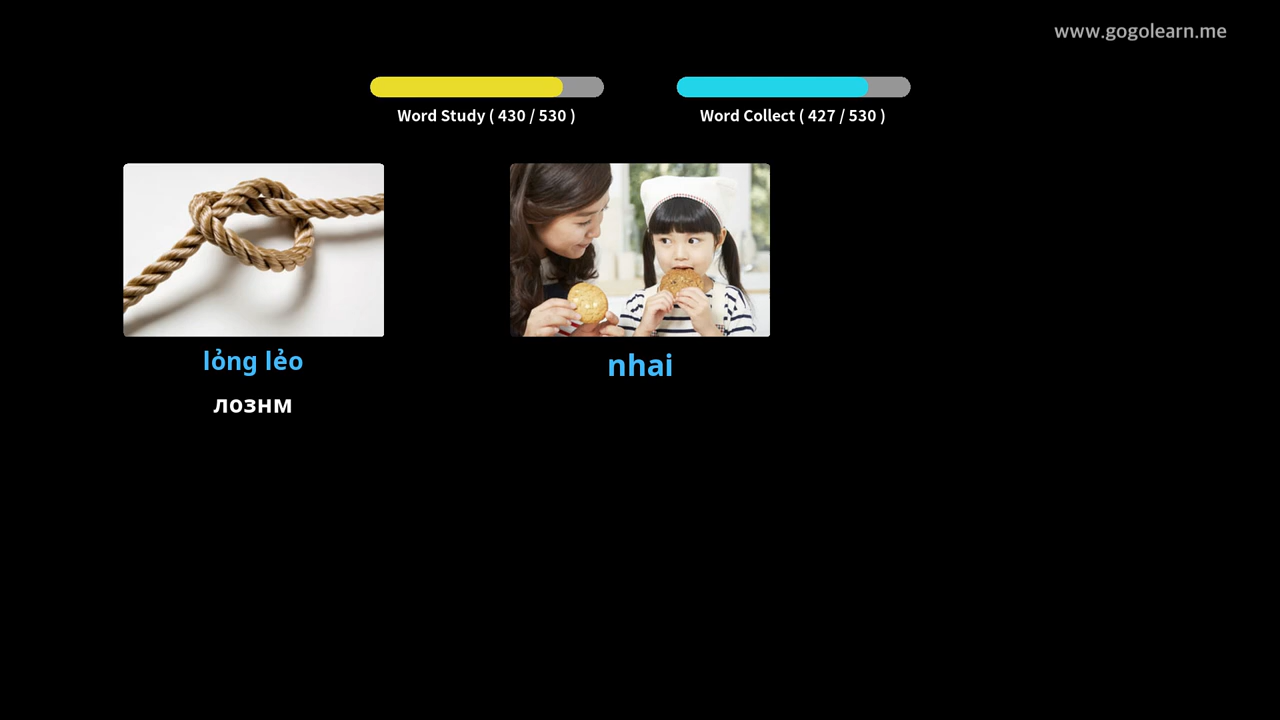 www.gogolearn.me
Word Study ( 430 / 530 )
Word Collect ( 427 / 530 )
lỏng lẻo
nhai
лознм